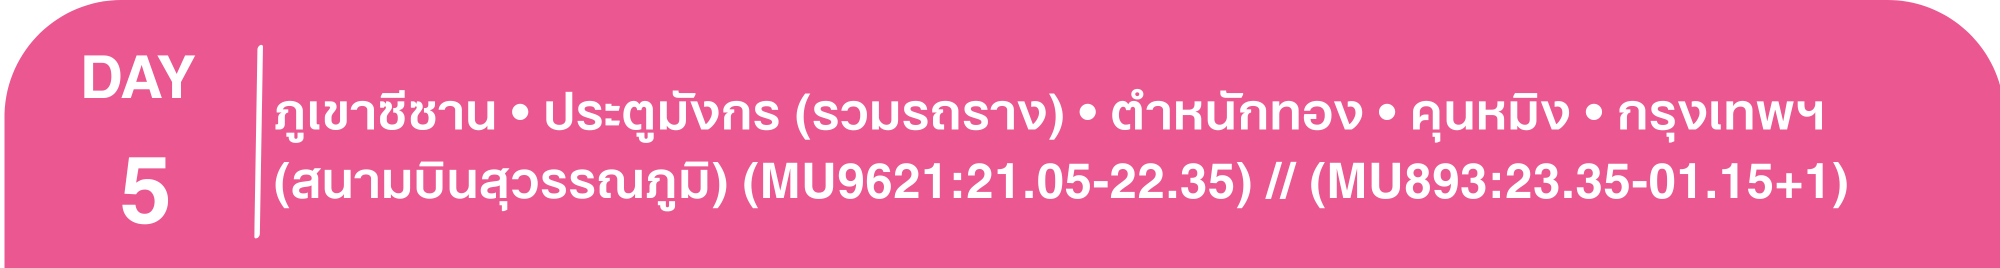 DAY
5
ภูเขาซีซาน • ประตูมังกร (รวมรถราง) • ตำหนักทอง • คุนหมิง • กรุงเทพฯ
(สนามบินสุวรรณภูมิ) (MU9621:21.05-22.35) // (MU893:23.35-01.15+1)